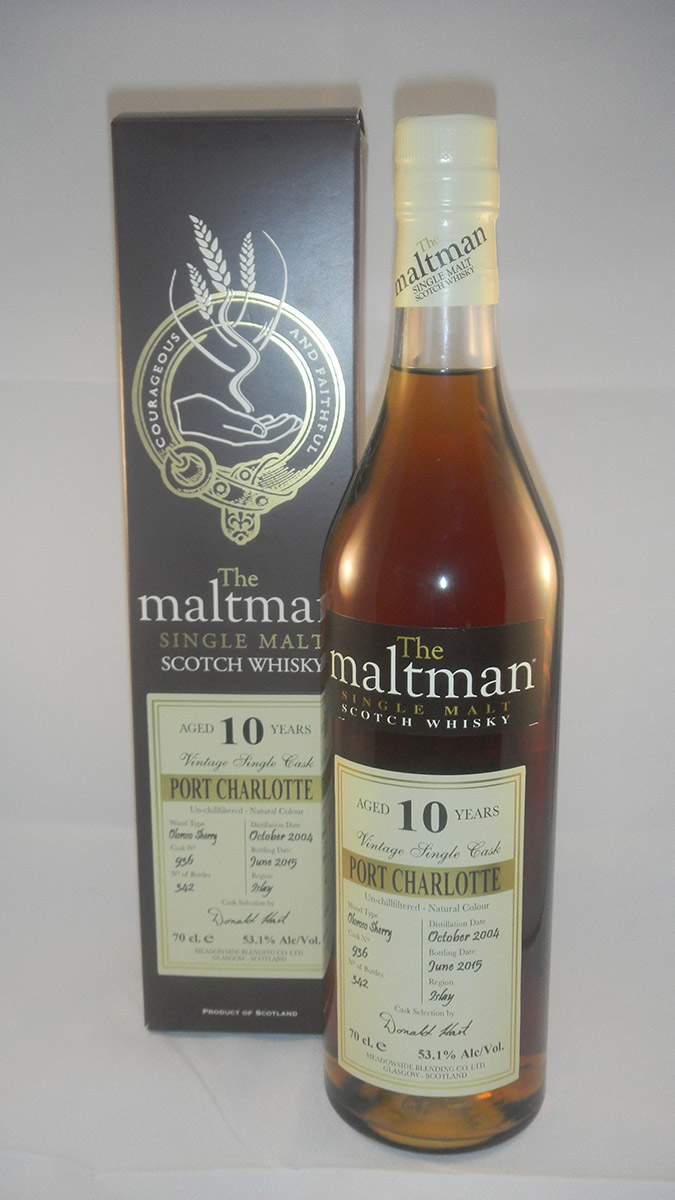 COURAGEOUS AND FAITHFUL
The
maltman
SINGLE MALT
SCOTCH WHISKY
AGED 10 YEARS
Vintage Single Cask
PORT CHARLOTTE
Un-chillfiltered - Natural Colour
Wood Type Distillation Date
Oloroso Sherry October 2004
Cask Nº Bottling Date
936 June 2015
Nº of Bottles Region
342 Islay
Cask Selection by
Donald Hart
70 cl. e 53.1% Alc/Vol.
MEADOWSIDE BLENDING CO. LTD
GLASGOW - SCOTLAND
PRODUCT OF SCOTLAND
The
maltman
SINGLE MALT
SCOTCH WHISKY
The
maltman
SINGLE MALT
SCOTCH WHISKY
AGED 10 YEARS
Vintage Single Cask
PORT CHARLOTTE
Un-chillfiltered - Natural Colour
Wood Type Distillation Date
Oloroso Sherry October 2004
Cask Nº Bottling Date
936 June 2015
Nº of Bottles Region
342 Islay
Cask Selection by
Donald Hart
70 cl. e 53.1% Alc/Vol.
MEADOWSIDE BLENDING CO. LTD
GLASGOW - SCOTLAND